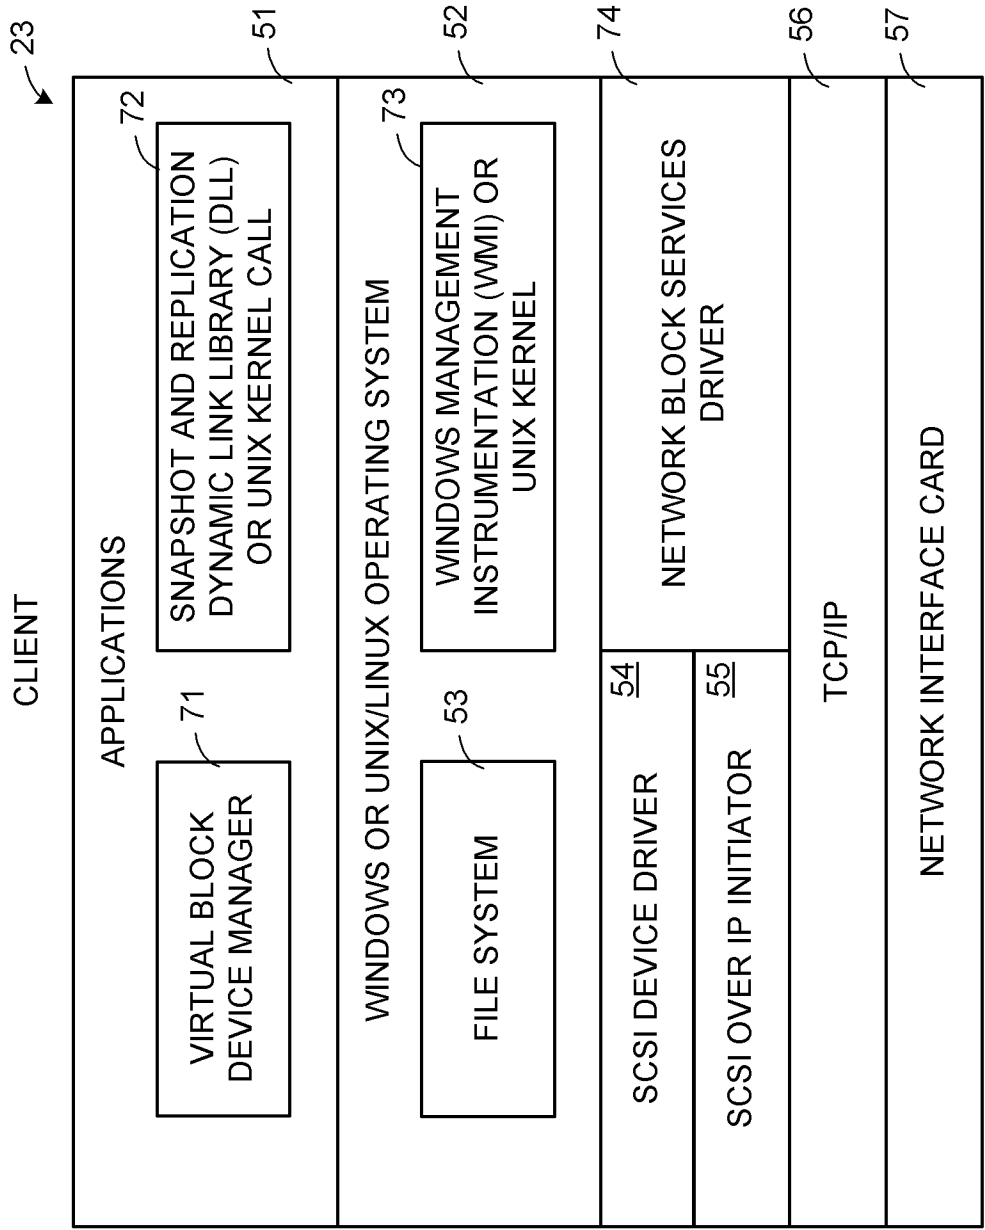 CLIENT
23
APPLICATIONS
51
VIRTUAL BLOCK
DEVICE MANAGER
71
SNAPSHOT AND REPLICATION
DYNAMIC LINK LIBRARY (DLL)
OR UNIX KERNEL CALL
72
WINDOWS OR UNIX/LINUX OPERATING SYSTEM
52
FILE SYSTEM
53
WINDOWS MANAGEMENT
INSTRUMENTATION (WMI) OR
UNIX KERNEL
73
SCSI DEVICE DRIVER
54
SCSI OVER IP INITIATOR
55
NETWORK BLOCK SERVICES
DRIVER
74
TCP/IP
56
NETWORK INTERFACE CARD
57